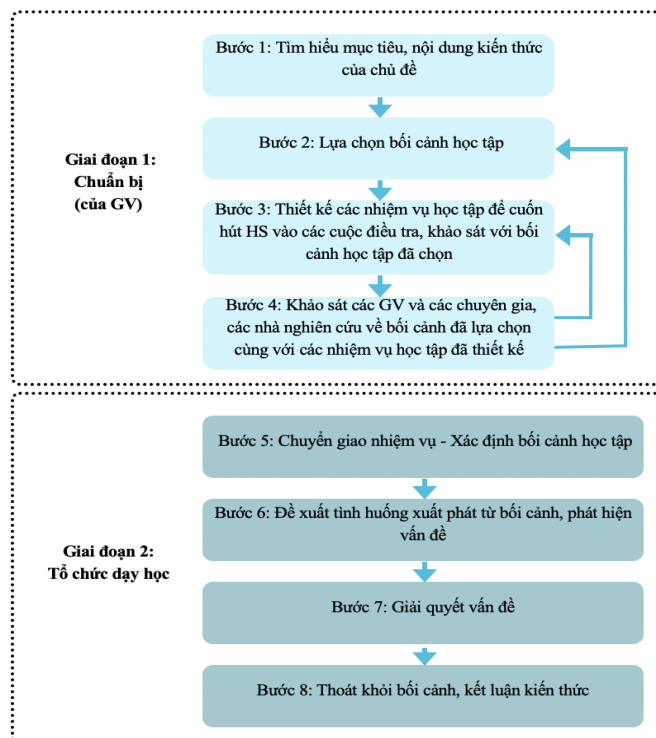 Bước 1: Tìm hiểu mục tiêu, nội dung kiến thức
của chủ đề
Giai đoạn 1:
Chuẩn bị
(của GV)
Bước 2: Lựa chọn bối cảnh học tập
Bước 3: Thiết kế các nhiệm vụ học tập để cuốn
hút HS vào các cuộc điều tra, khảo sát với bối
cảnh học tập đã chọn
Bước 4: Khảo sát các GV và các chuyên gia,
các nhà nghiên cứu về bối cảnh đã lựa chọn
cùng với các nhiệm vụ học tập đã thiết kế
Giai đoạn 2:
Tổ chức dạy học
Bước 5: Chuyển giao nhiệm vụ - Xác định bối cảnh học tập
Bước 6: Đề xuất tình huống xuất phát từ bối cảnh, phát hiện
vấn đề
Bước 7: Giải quyết vấn đề
Bước 8: Thoát khỏi bối cảnh, kết luận kiến thức